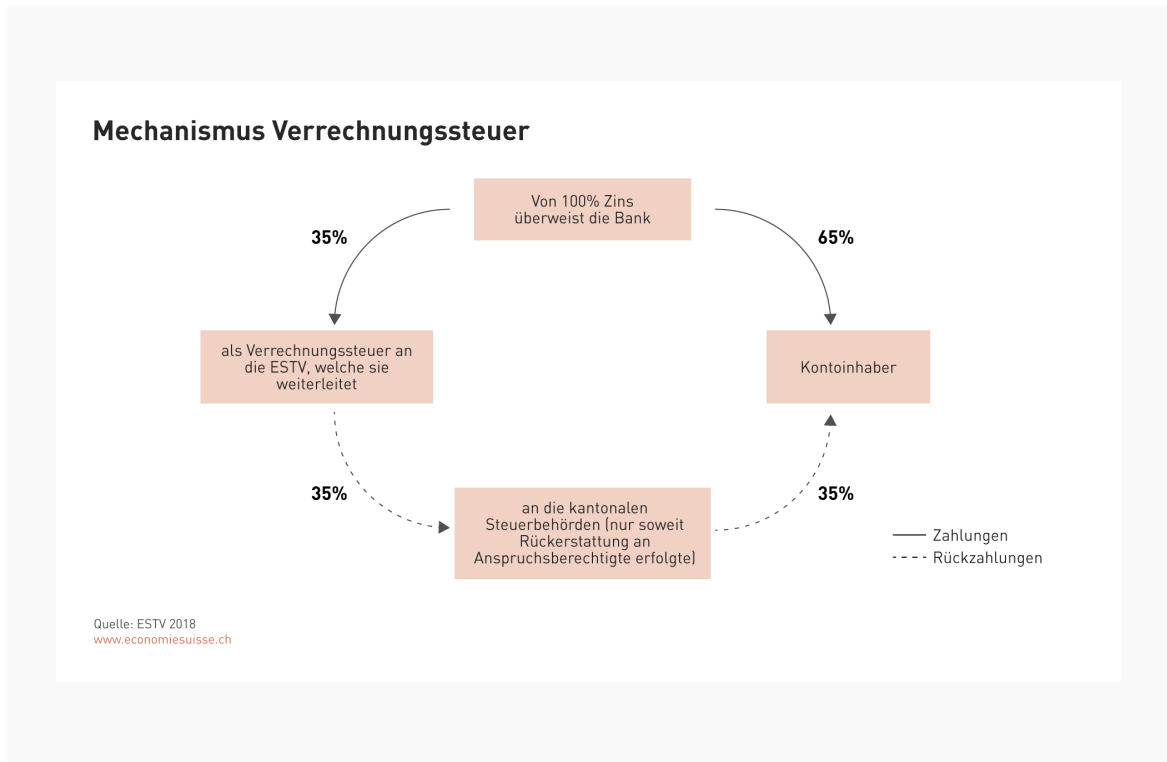 Mechanismus Verrechnungssteuer
Von 100% Zins
überweist die Bank
35%
65%
als Verrechnungssteuer an
die ESTV, welche sie
weiterleitet
Kontoinhaber
35%
35%
an die kantonalen
Steuerbehörden (nur soweit
Rückerstattung an
Anspruchsberechtigte erfolgte)
Zahlungen
Rückzahlungen
Quelle: ESTV 2018
www.economiesuisse.ch